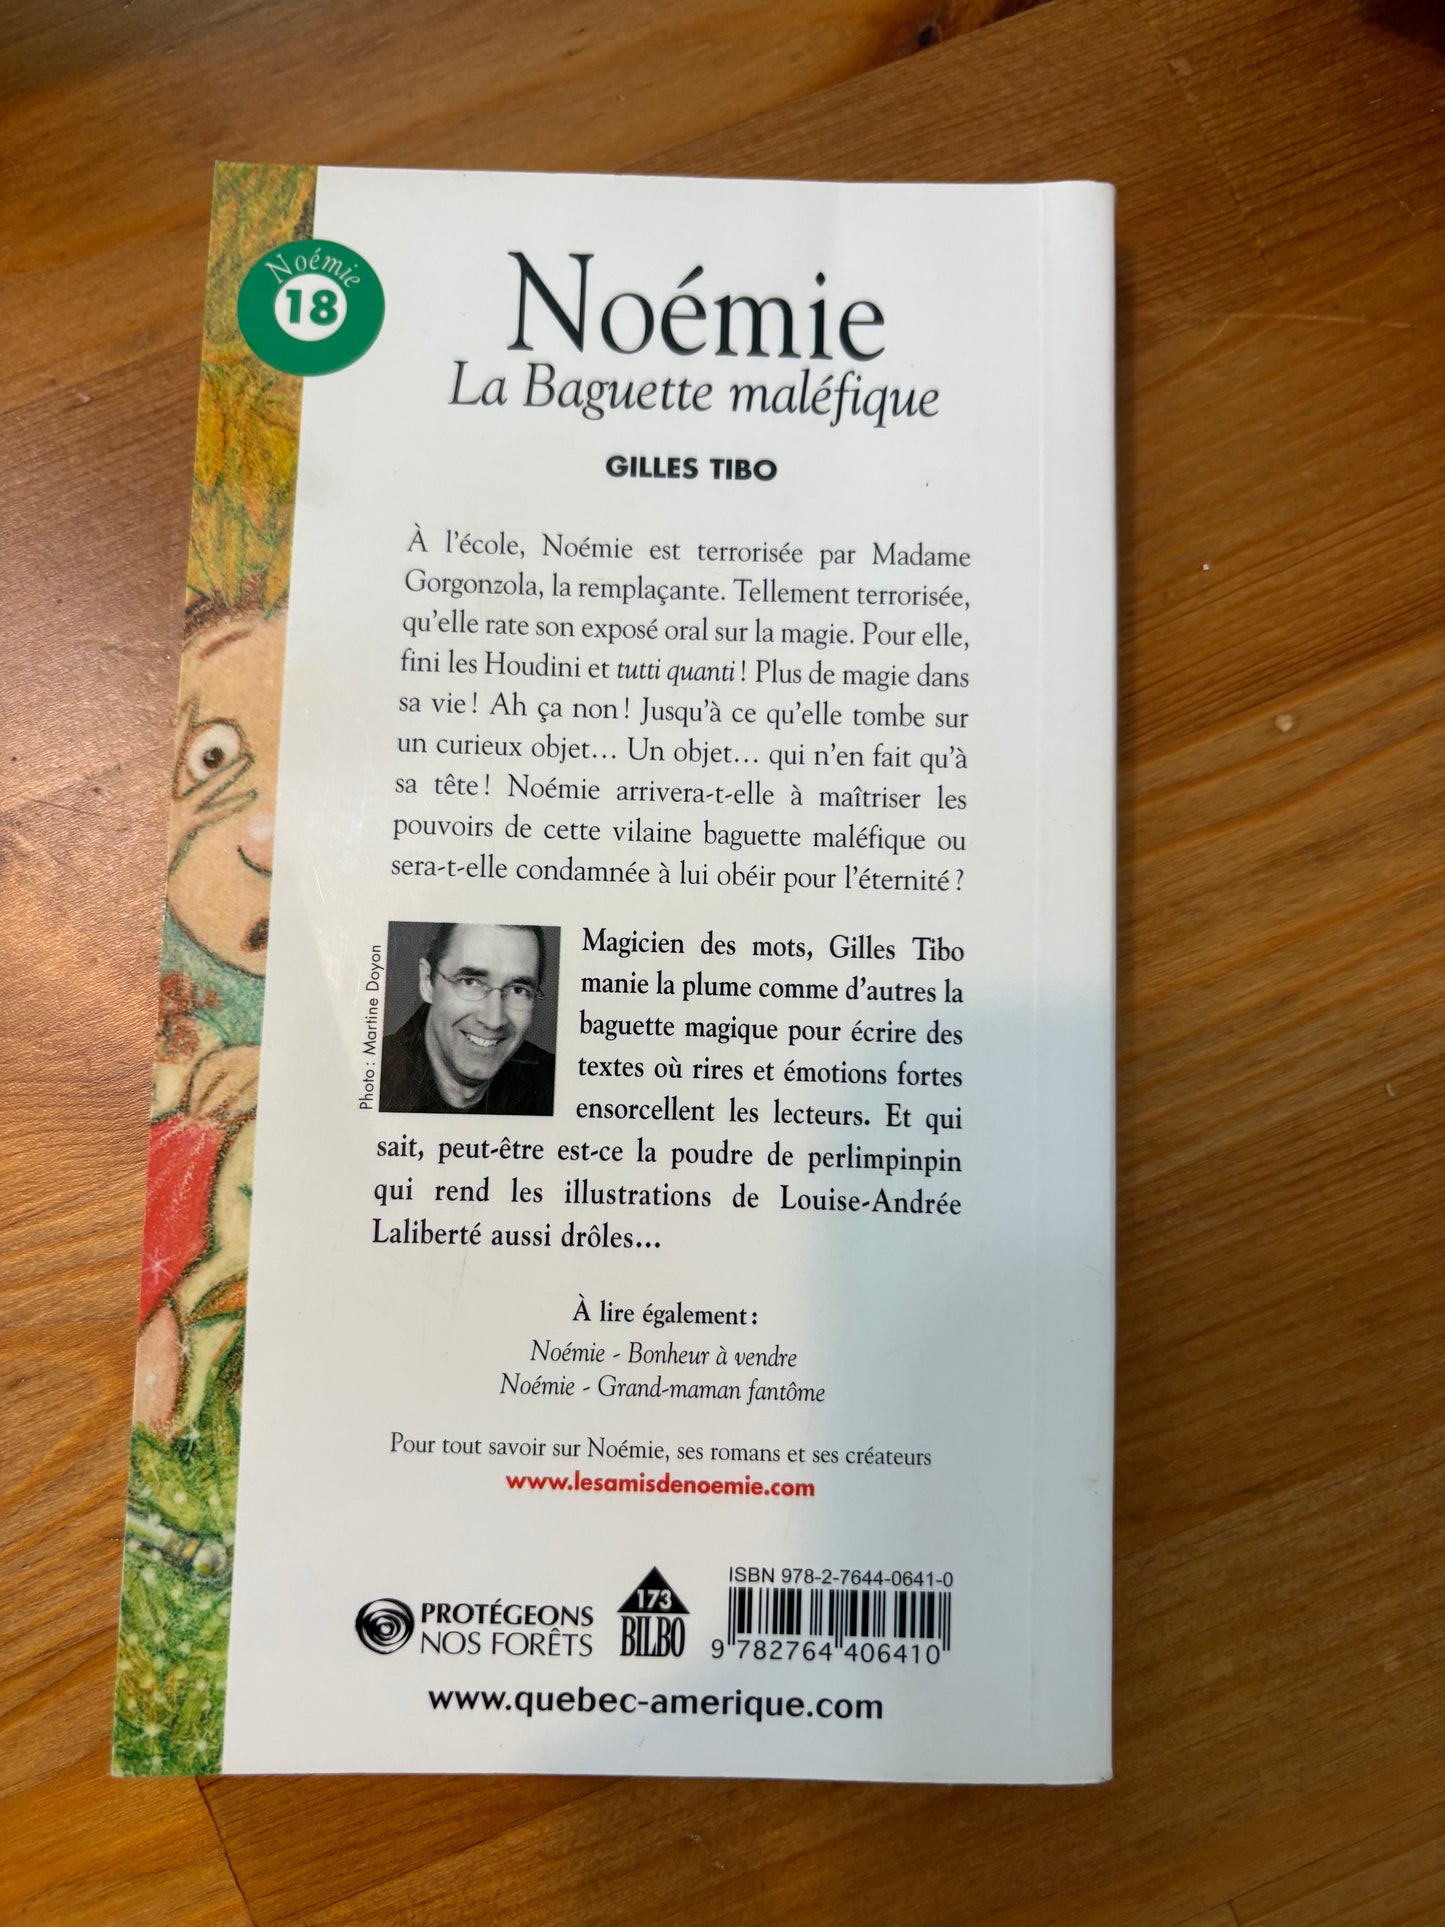 Noémie
18
Noémie
La Baguette maléfique
GILLES TIBO
À l'école, Noémie est terrorisée par Madame
Gorgonzola, la remplaçante. Tellement terrorisée,
qu'elle rate son exposé oral sur la magie. Pour elle,
fini les Houdini et tutti quanti ! Plus de magie dans
sa vie ! Ah ça non ! Jusqu'à ce qu'elle tombe sur
un curieux objet... Un objet... qui n'en fait qu'à
sa tête ! Noémie arrivera-t-elle à maîtriser les
pouvoirs de cette vilaine baguette maléfique ou
sera-t-elle condamnée à lui obéir pour l'éternité ?
Photo : Martine Doyon
Magicien des mots, Gilles Tibo
manie la plume comme d'autres la
baguette magique pour écrire des
textes où rires et émotions fortes
ensorcellent les lecteurs. Et qui
sait, peut-être est-ce la poudre de perlimpinpin
qui rend les illustrations de Louise-Andrée
Laliberté aussi drôles...
À lire également :
Noémie - Bonheur à vendre
Noémie - Grand-maman fantôme
Pour tout savoir sur Noémie, ses romans et ses créateurs
www.lesamisdenoemie.com
PROTÉGEONS
NOS FORÊTS
173
BILBO
ISBN 978-2-7644-0641-0
9 782764 406410
www.quebec-amerique.com